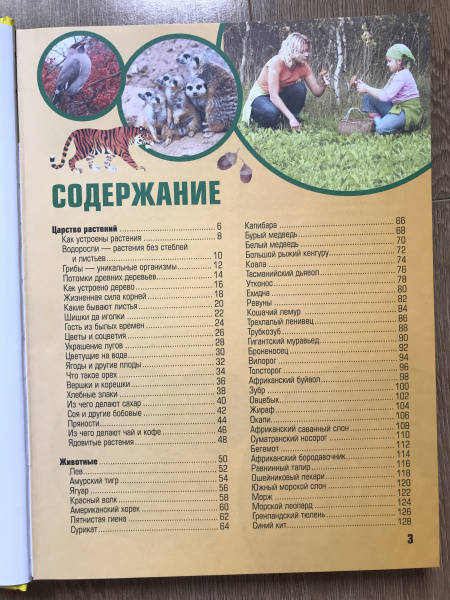 СОДЕРЖАНИЕ
Царство растений 6
Как устроены растения 8
Водоросли — растения без стеблей
и листьев 10
Грибы — уникальные организмы 12
Потомки древних деревьев 14
Как устроено дерево 16
Жизненная сила корней 18
Какие бывают листья 20
Шишки да иголки 22
Гость из былых времён 24
Цветы и соцветия 26
Украшение лугов 28
Цветущие на воде 30
Ягоды и другие плоды 32
Что такое орех 34
Вершки и корешки 36
Хлебные злаки 38
Из чего делают сахар 40
Соя и другие бобовые 42
Пряности 44
Из чего делают чай и кофе 46
Ядовитые растения 48
Животные 50
Лев 52
Амурский тигр 54
Ягуар 56
Красный волк 58
Американский хорек 60
Пятнистая гиена 62
Сурикат 64
Капибара 66
Бурый медведь 68
Белый медведь 70
Большой рыжий кенгуру 72
Коала 74
Тасманийский дьявол 76
Утконос 78
Ехидна 80
Ревуны 82
Кошачий лемур 84
Трехпалый ленивец 86
Трубкозуб 88
Гигантский муравьед 90
Броненосец 92
Вилорог 94
Толсторог 96
Африканский буйвол 98
Зубр 100
Овцебык 102
Жираф 104
Окапи 106
Африканский саванный слон 108
Суматранский носорог 110
Бегемот 112
Африканский бородавочник 114
Равнинный тапир 116
Ошейниковый пекари 118
Южный морской слон 120
Морж 122
Морской леопард 124
Гренландский тюлень 126
Синий кит 128
3